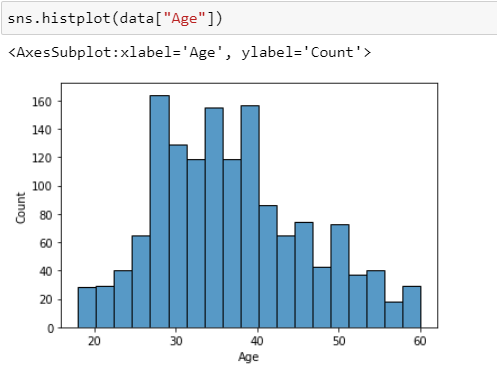 sns.histplot(data["Age"])
<AxesSubplot:xlabel='Age', ylabel='Count'>
160
140
120
100
80
60
40
20
0
Count
20 30 40 50 60
Age